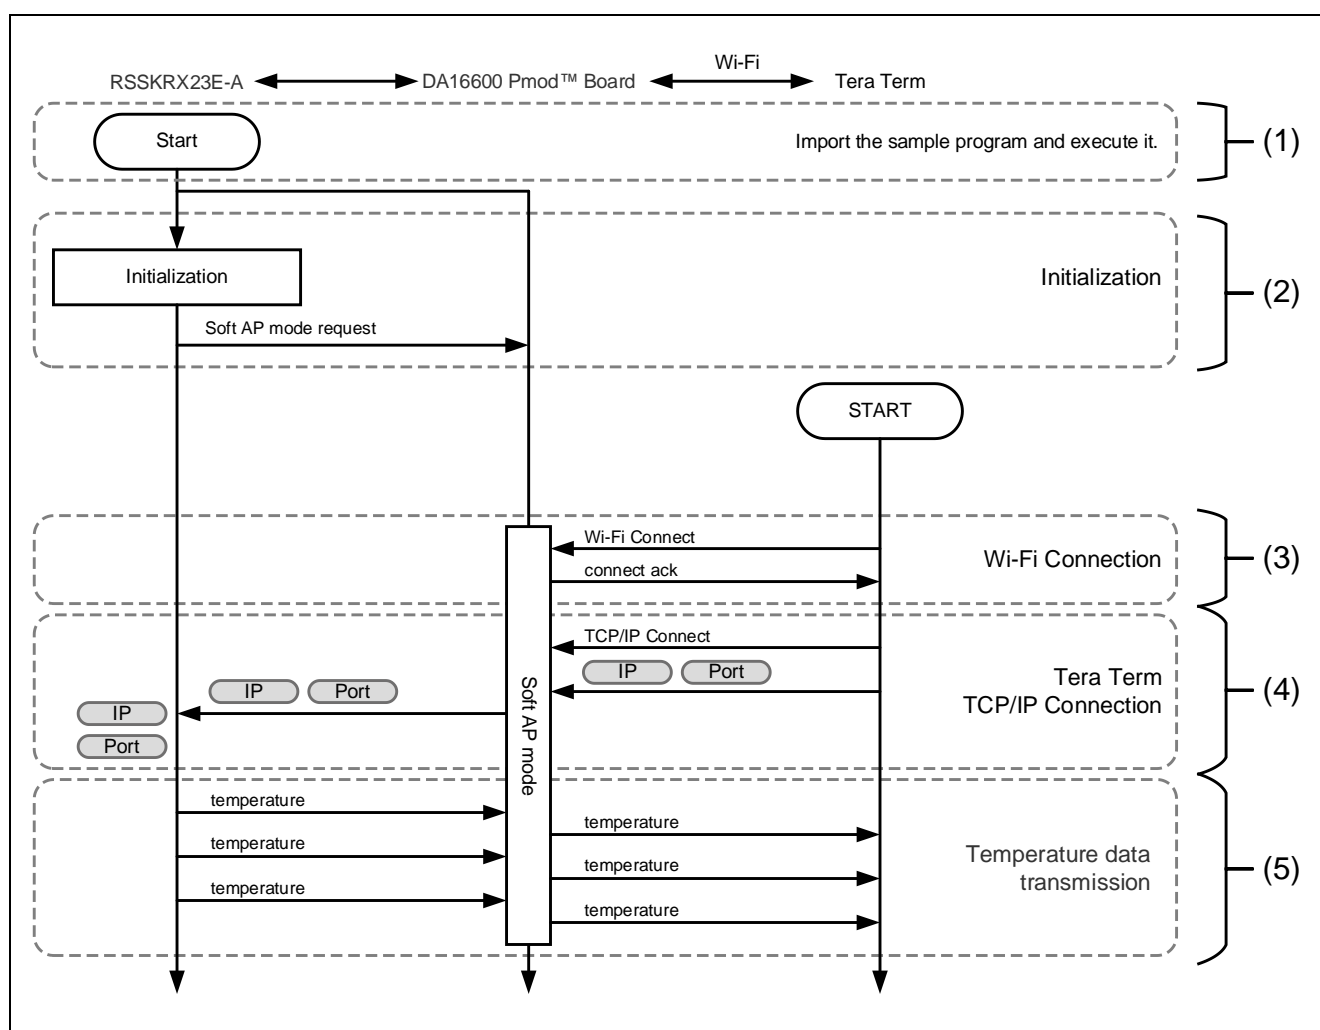 Wi-Fi
RSSKRX23E-A
DA16600 Pmod™ Board
Tera Term
Start
Import the sample program and execute it.
(1)
Initialization
Initialization
(2)
Soft AP mode request
START
Wi-Fi Connect
Wi-Fi Connection
(3)
connect ack
TCP/IP Connect
IP
Port
Tera Term
TCP/IP Connection
(4)
IP
Port
IP
Port
Soft AP mode
temperature
temperature
temperature
temperature
temperature
temperature
Temperature data
transmission
(5)